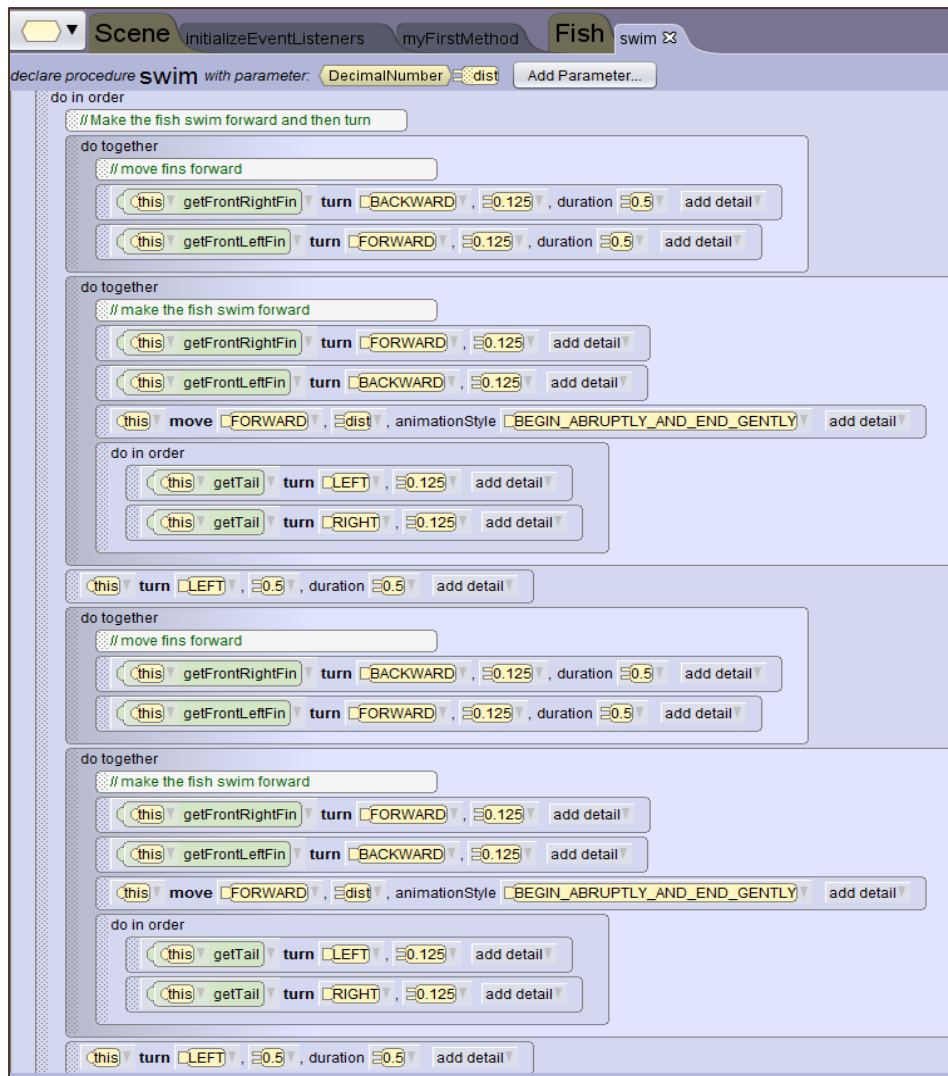 Scene initializeEventListeners myFirstMethod Fish swim
declare procedure swim with parameter: DecimalNumber dist Add Parameter...
do in order
// Make the fish swim forward and then turn
do together
// move fins forward
this getFrontRightFin turn BACKWARD , 0.125 , duration 0.5 add detail
this getFrontLeftFin turn FORWARD , 0.125 , duration 0.5 add detail
do together
// make the fish swim forward
this getFrontRightFin turn FORWARD , 0.125 add detail
this getFrontLeftFin turn BACKWARD , 0.125 add detail
this move FORWARD , dist , animationStyle BEGIN_ABRUPTLY_AND_END_GENTLY add detail
do in order
this getTail turn LEFT , 0.125 add detail
this getTail turn RIGHT , 0.125 add detail
this turn LEFT , 0.5 , duration 0.5 add detail
do together
// move fins forward
this getFrontRightFin turn BACKWARD , 0.125 , duration 0.5 add detail
this getFrontLeftFin turn FORWARD , 0.125 , duration 0.5 add detail
do together
// make the fish swim forward
this getFrontRightFin turn FORWARD , 0.125 add detail
this getFrontLeftFin turn BACKWARD , 0.125 add detail
this move FORWARD , dist , animationStyle BEGIN_ABRUPTLY_AND_END_GENTLY add detail
do in order
this getTail turn LEFT , 0.125 add detail
this getTail turn RIGHT , 0.125 add detail
this turn LEFT , 0.5 , duration 0.5 add detail